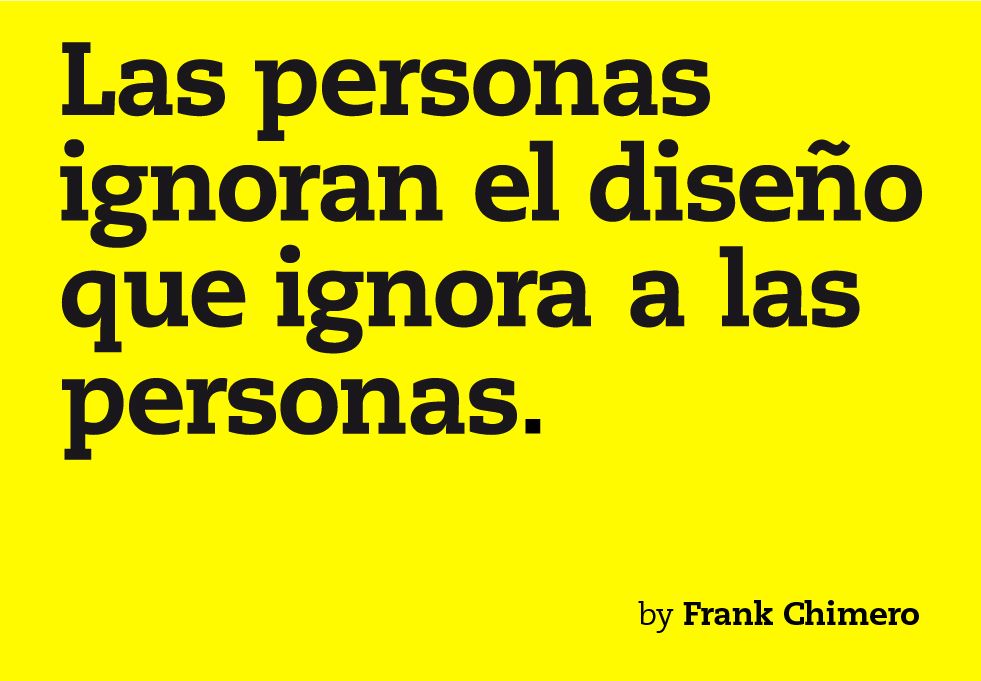 Las personas
ignoran el diseño
que ignora a las
personas.
by Frank Chimero